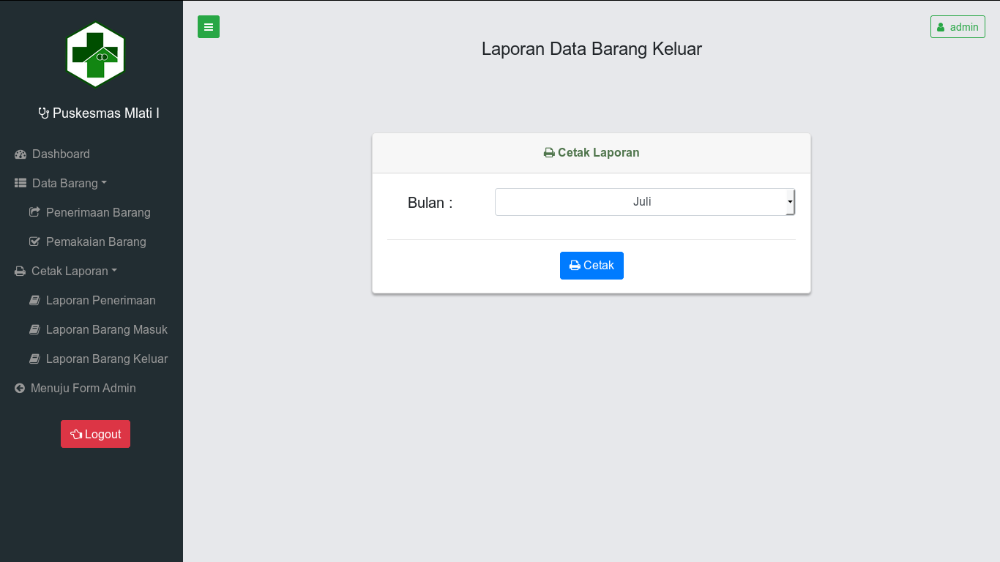 Puskesmas Mlati I
Dashboard
Data Barang
Penerimaan Barang
Pemakaian Barang
Cetak Laporan
Laporan Penerimaan
Laporan Barang Masuk
Laporan Barang Keluar
Menuju Form Admin
Logout
admin
Laporan Data Barang Keluar
Cetak Laporan
Bulan :
Juli
Cetak